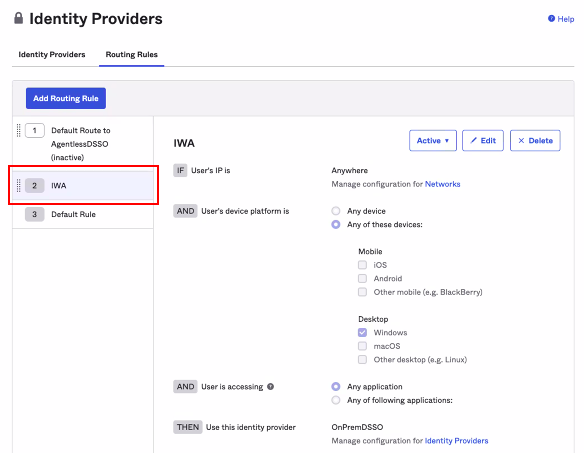 Identity Providers
Help
Identity Providers
Routing Rules
Add Routing Rule
1
Default Route to
AgentlessDSSO
(inactive)
2
IWA
3
Default Rule
IWA
Active
Edit
Delete
IF User's IP is
Anywhere
Manage configuration for Networks
AND User's device platform is
Any device
Any of these devices:
Mobile
iOS
Android
Other mobile (e.g. BlackBerry)
Desktop
Windows
macOS
Other desktop (e.g. Linux)
AND User is accessing
Any application
Any of following applications:
THEN Use this identity provider
OnPremDSSO
Manage configuration for Identity Providers